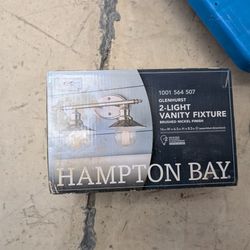 1001 564 507
GLENHURST
2-LIGHT
VANITY FIXTURE
BRUSHED NICKEL FINISH
HAMPTON BAY